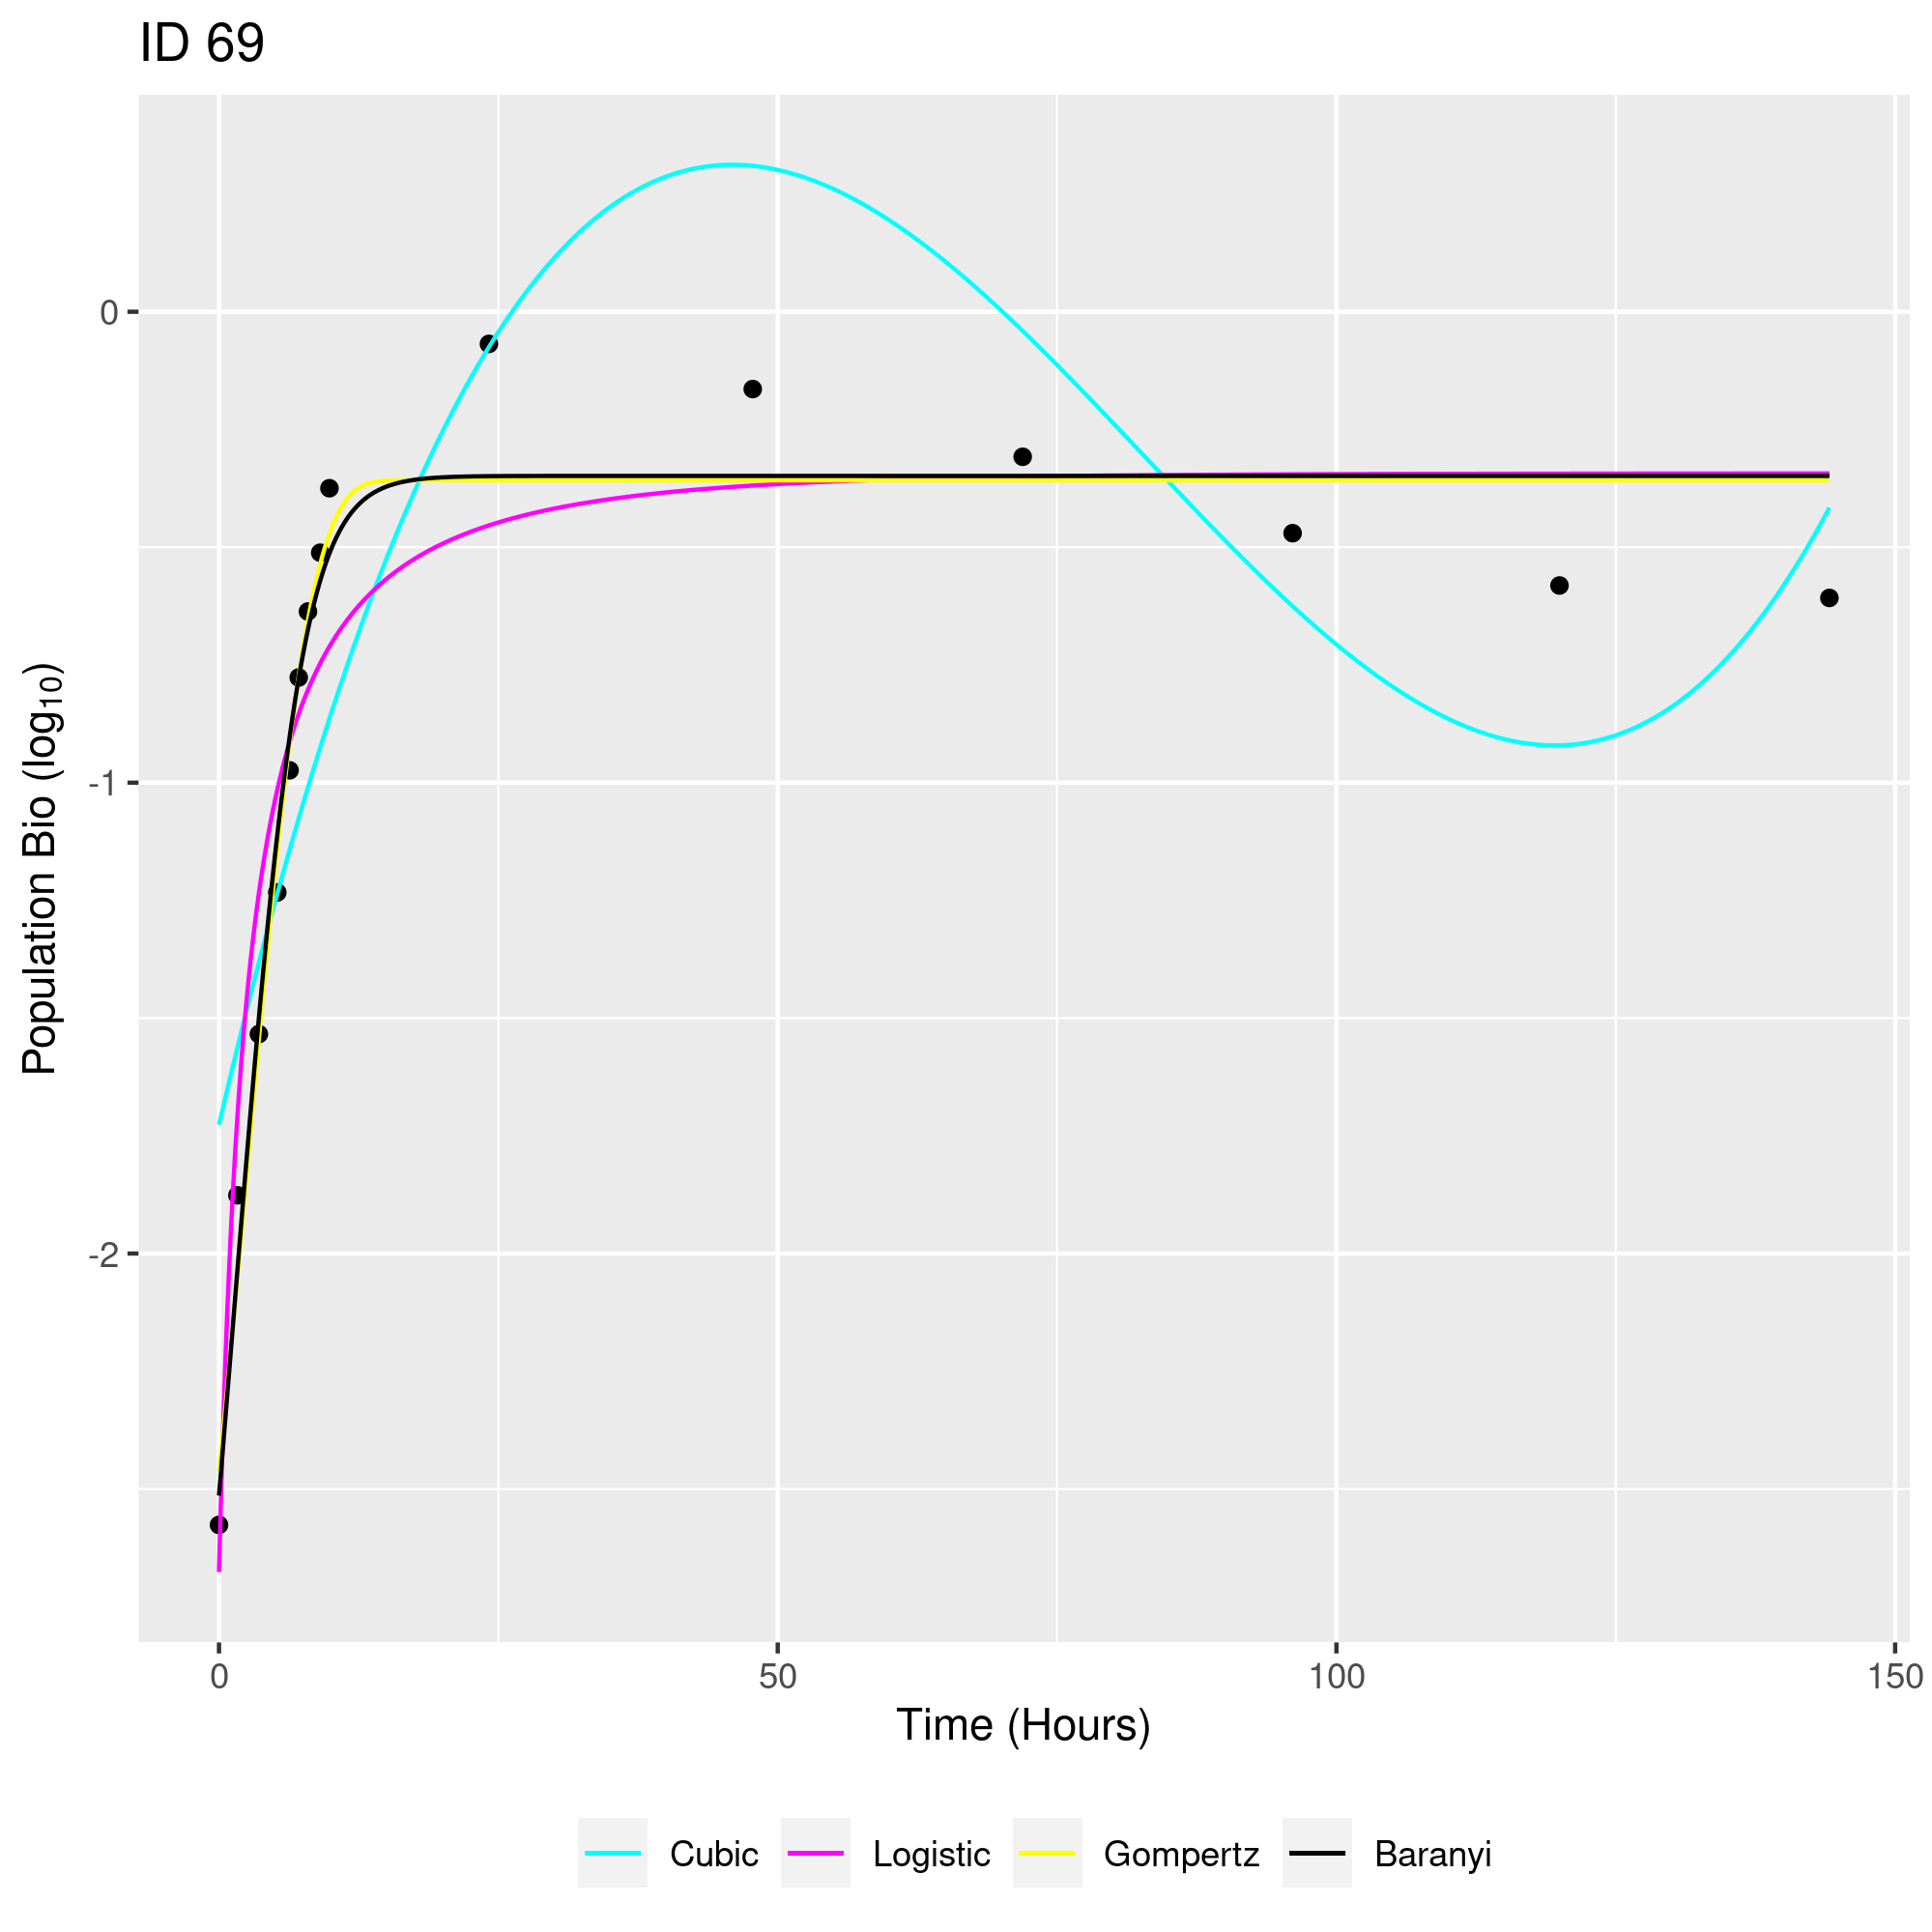 ID 69
Population Bio (log₁₀)
0
-1
-2
0 50 100 150
Time (Hours)
Cubic Logistic Gompertz Baranyi